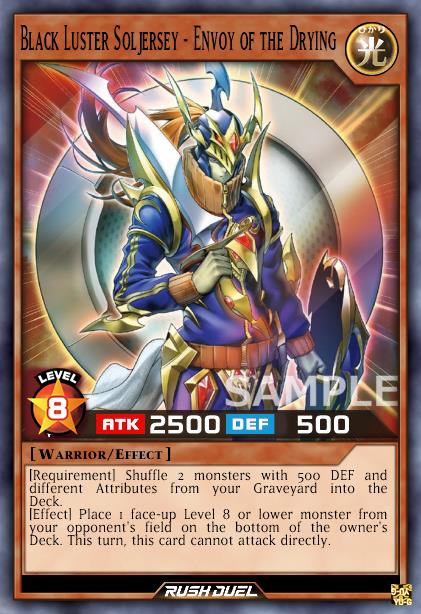 Black Luster Soljersey - Envoy of the Drying
ひかり
光
SAMPLE
LEVEL
8
ATK 2500 DEF 500
[Warrior/Effect]
[Requirement] Shuffle 2 monsters with 500 DEF and
different Attributes from your Graveyard into the
Deck.
[Effect] Place 1 face-up Level 8 or lower monster from
your opponent's field on the bottom of the owner's
Deck. This turn, this card cannot attack directly.
RUSH DUEL